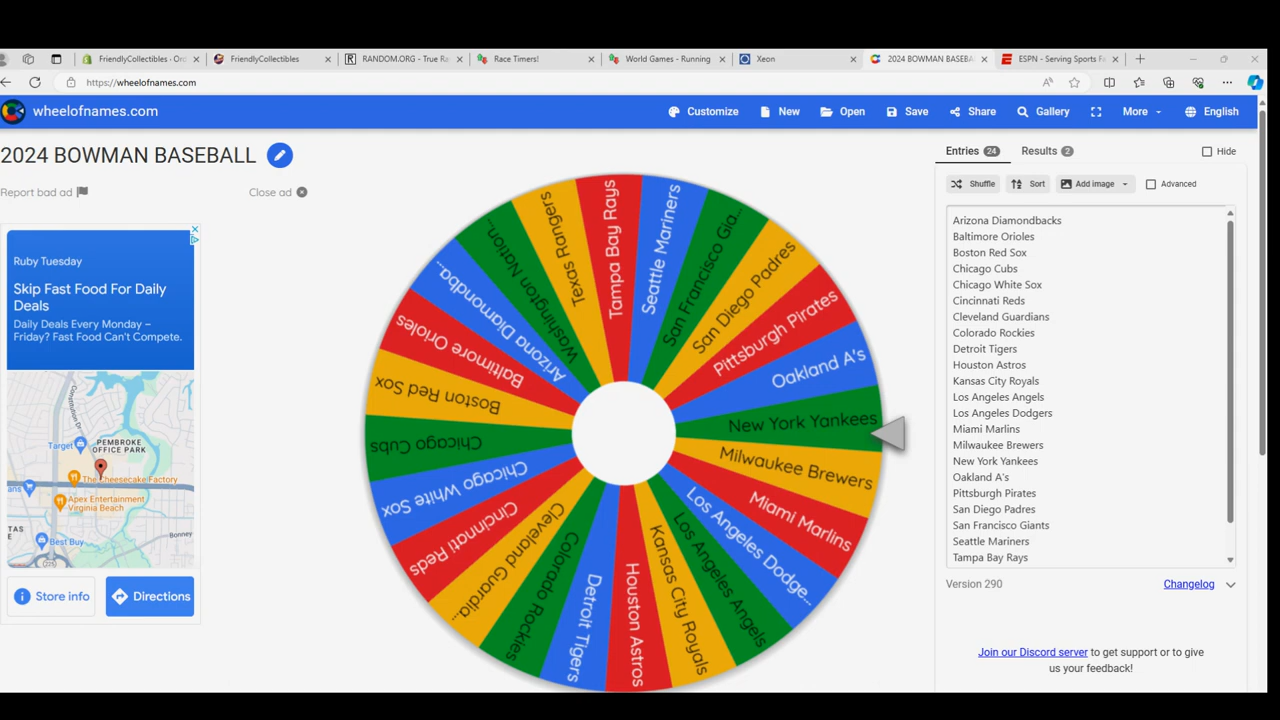 FriendlyCollectibles - Or
FriendlyCollectibles
RANDOM.ORG - True Ra
Race Timers!
World Games - Running
Xeon
2024 BOWMAN BASEBA
ESPN - Serving Sports Fa
https://wheelofnames.com
wheelofnames.com
Customize
New
Open
Save
Share
Gallery
More
English
2024 BOWMAN BASEBALL
Report bad ad
Close ad
Ruby Tuesday
Skip Fast Food For Daily
Deals
Daily Deals Every Monday –
Friday? Fast Food Can't Compete.
Target
PEMBROKE
OFFICE PARK
The Cheesecake Factory
Apex Entertainment
Virginia Beach
Best Buy
Bonney
Store info
Directions
Tampa Bay Rays
Seattle Mariners
San Francisco Gia...
San Diego Padres
Pittsburgh Pirates
Oakland A's
New York Yankees
Milwaukee Brewers
Miami Marlins
Los Angeles Dodge...
Los Angeles Angels
Kansas City Royals
Houston Astros
Detroit Tigers
Colorado Rockies
Cleveland Guardia...
Cincinnati Reds
Chicago White Sox
Chicago Cubs
Boston Red Sox
Baltimore Orioles
Arizona Diamondba...
Washington Nation...
Texas Rangers
Entries 24
Results 2
Hide
Shuffle
Sort
Add image
Advanced
Arizona Diamondbacks
Baltimore Orioles
Boston Red Sox
Chicago Cubs
Chicago White Sox
Cincinnati Reds
Cleveland Guardians
Colorado Rockies
Detroit Tigers
Houston Astros
Kansas City Royals
Los Angeles Angels
Los Angeles Dodgers
Miami Marlins
Milwaukee Brewers
New York Yankees
Oakland A's
Pittsburgh Pirates
San Diego Padres
San Francisco Giants
Seattle Mariners
Tampa Bay Rays
Version 290
Changelog
Join our Discord server to get support or to give
us your feedback!